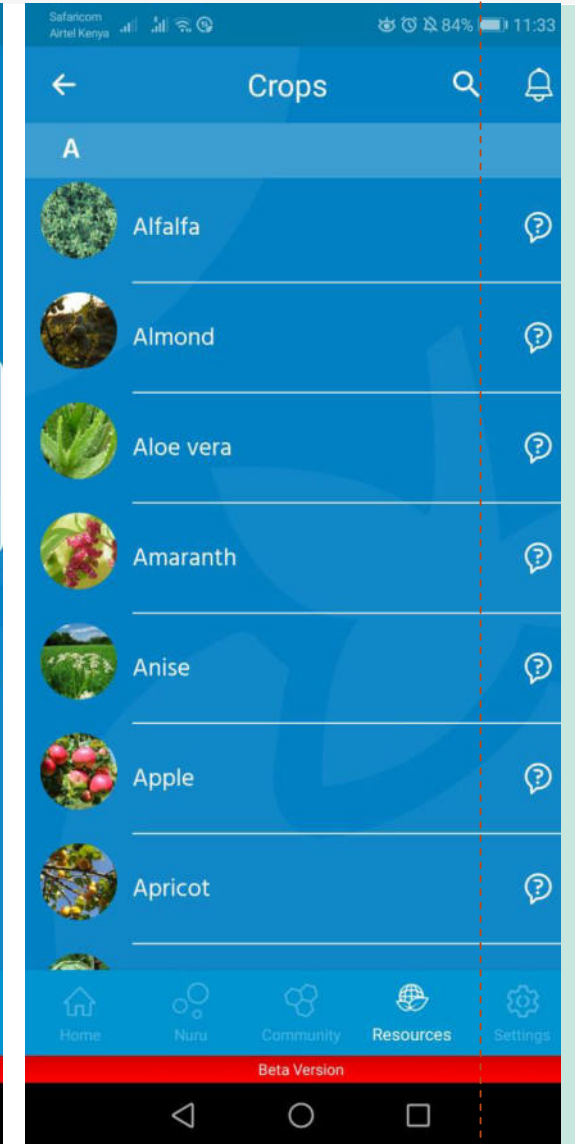 Safaricom
Airtel Kenya
84%
11:33
Crops
A
Alfalfa
Almond
Aloe vera
Amaranth
Anise
Apple
Apricot
Home
Nuru
Community
Resources
Settings
Beta Version